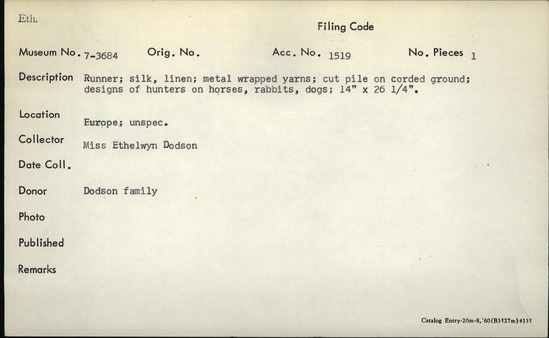 Eth.
Filing Code
Museum No. 7-3684 Orig. No. Acc. No. 1519 No. Pieces 1
Description Runner; silk, linen; metal wrapped yarns; cut pile on corded ground;
designs of hunters on horses, rabbits, dogs; 14" x 26 1/4".
Location Europe; unspec.
Collector Miss Ethelwyn Dodson
Date Coll.
Donor Dodson family
Photo
Published
Remarks
Catalog Entry-20m-8,'60(B3527m)4135